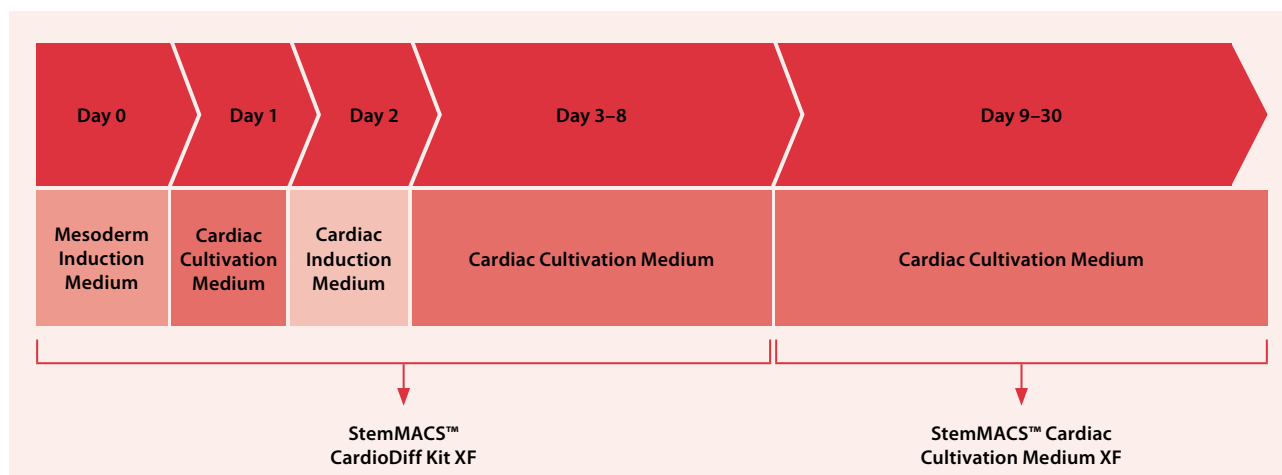 Day 0
Day 1
Day 2
Day 3–8
Day 9–30
Mesoderm
Induction
Medium
Cardiac
Cultivation
Medium
Cardiac
Induction
Medium
Cardiac Cultivation Medium
Cardiac Cultivation Medium
StemMACS™
CardioDiff Kit XF
StemMACS™ Cardiac
Cultivation Medium XF